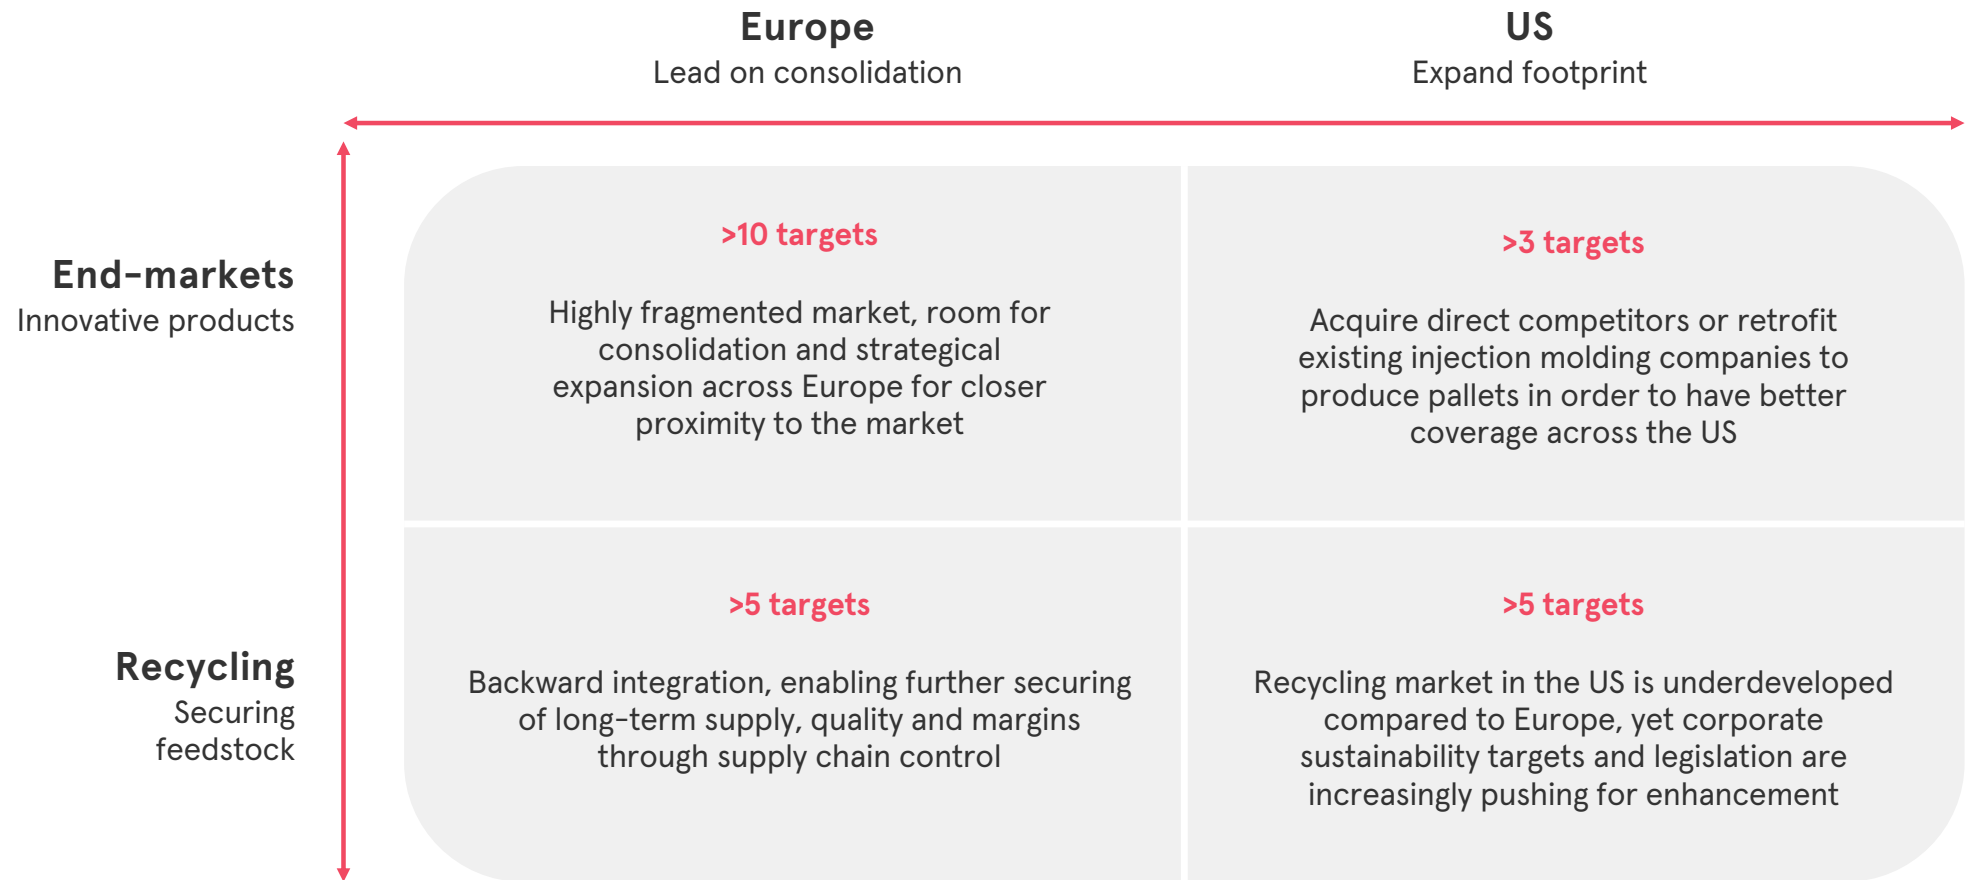 Europe
Lead on consolidation
US
Expand footprint
End-markets
Innovative products
>10 targets
Highly fragmented market, room for
consolidation and strategical
expansion across Europe for closer
proximity to the market
>3 targets
Acquire direct competitors or retrofit
existing injection molding companies to
produce pallets in order to have better
coverage across the US
Recycling
Securing
feedstock
>5 targets
Backward integration, enabling further securing
of long-term supply, quality and margins
through supply chain control
>5 targets
Recycling market in the US is underdeveloped
compared to Europe, yet corporate
sustainability targets and legislation are
increasingly pushing for enhancement